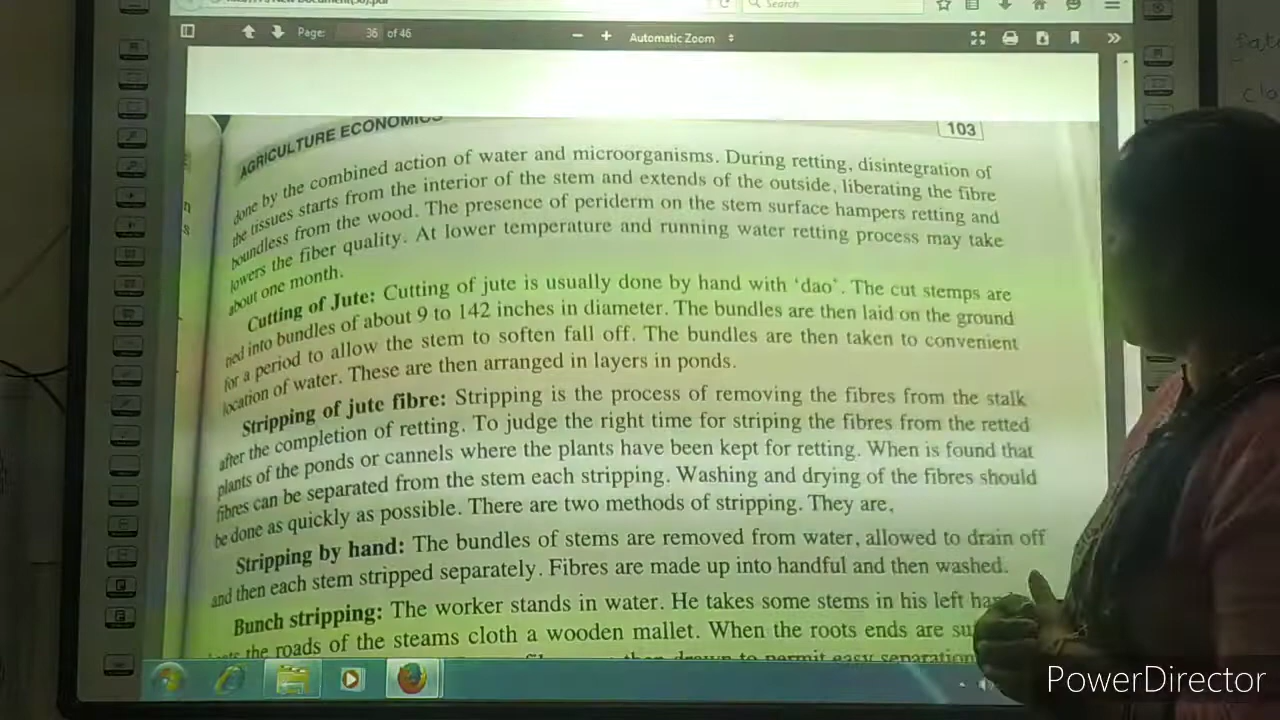 Search
Page: 36 of 46
Automatic Zoom
AGRICULTURE ECONOMICS
103
done by the combined action of water and microorganisms. During retting, disintegration of
the tissues starts from the interior of the stem and extends of the outside, liberating the fibre
boundless from the wood. The presence of periderm on the stem surface hampers retting and
lowers the fiber quality. At lower temperature and running water retting process may take
about one month.
Cutting of Jute: Cutting of jute is usually done by hand with 'dao'. The cut stemps are
tied into bundles of about 9 to 142 inches in diameter. The bundles are then laid on the ground
for a period to allow the stem to soften fall off. The bundles are then taken to convenient
location of water. These are then arranged in layers in ponds.
Stripping of jute fibre: Stripping is the process of removing the fibres from the stalk
after the completion of retting. To judge the right time for striping the fibres from the retted
plants of the ponds or cannels where the plants have been kept for retting. When is found that
fibres can be separated from the stem each stripping. Washing and drying of the fibres should
be done as quickly as possible. There are two methods of stripping. They are,
Stripping by hand: The bundles of stems are removed from water, allowed to drain off
and then each stem stripped separately. Fibres are made up into handful and then washed.
Bunch stripping: The worker stands in water. He takes some stems in his left
the roads of the steams cloth a wooden mallet. When the roots ends are
then drawn to permit easy separation
PowerDirector